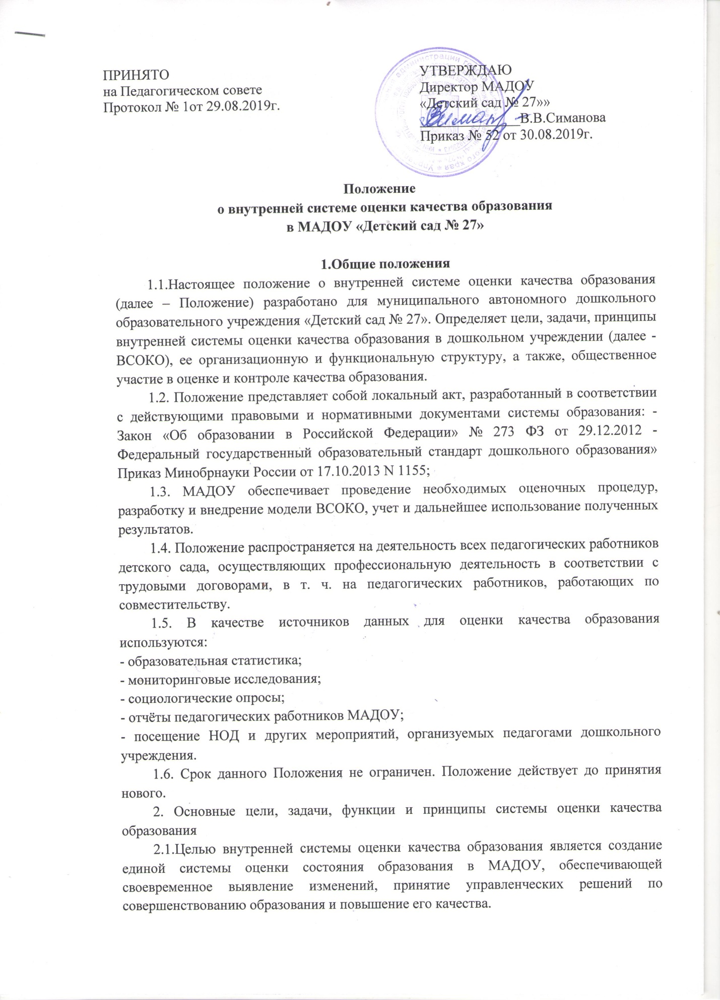 ПРИНЯТО
на Педагогическом совете
Протокол № 1от 29.08.2019г.
УТВЕРЖДАЮ
Директор МАДОУ
«Детский сад № 27»»
В.В.Симанова
Приказ № 52 от 30.08.2019г.
Положение
о внутренней системе оценки качества образования
в МАДОУ «Детский сад № 27»
1.Общие положения
1.1.Настоящее положение о внутренней системе оценки качества образования
(далее – Положение) разработано для муниципального автономного дошкольного
образовательного учреждения «Детский сад № 27». Определяет цели, задачи, принципы
внутренней системы оценки качества образования в дошкольном учреждении (далее -
ВСОКО), ее организационную и функциональную структуру, а также, общественное
участие в оценке и контроле качества образования.
1.2. Положение представляет собой локальный акт, разработанный в соответствии
с действующими правовыми и нормативными документами системы образования: -
Закон «Об образовании в Российской Федерации» № 273 ФЗ от 29.12.2012 -
Федеральный государственный образовательный стандарт дошкольного образования»
Приказ Минобрнауки России от 17.10.2013 N 1155;
1.3. МАДОУ обеспечивает проведение необходимых оценочных процедур,
разработку и внедрение модели ВСОКО, учет и дальнейшее использование полученных
результатов.
1.4. Положение распространяется на деятельность всех педагогических работников
детского сада, осуществляющих профессиональную деятельность в соответствии с
трудовыми договорами, в т. ч. на педагогических работников, работающих по
совместительству.
1.5. В качестве источников данных для оценки качества образования
используются:
- образовательная статистика;
- мониторинговые исследования;
- социологические опросы;
- отчёты педагогических работников МАДОУ;
- посещение НОД и других мероприятий, организуемых педагогами дошкольного
учреждения.
1.6. Срок данного Положения не ограничен. Положение действует до принятия
нового.
2. Основные цели, задачи, функции и принципы системы оценки качества
образования
2.1.Целью внутренней системы оценки качества образования является создание
единой системы оценки состояния образования в МАДОУ, обеспечивающей
своевременное выявление изменений, принятие управленческих решений по
совершенствованию образования и повышение его качества.